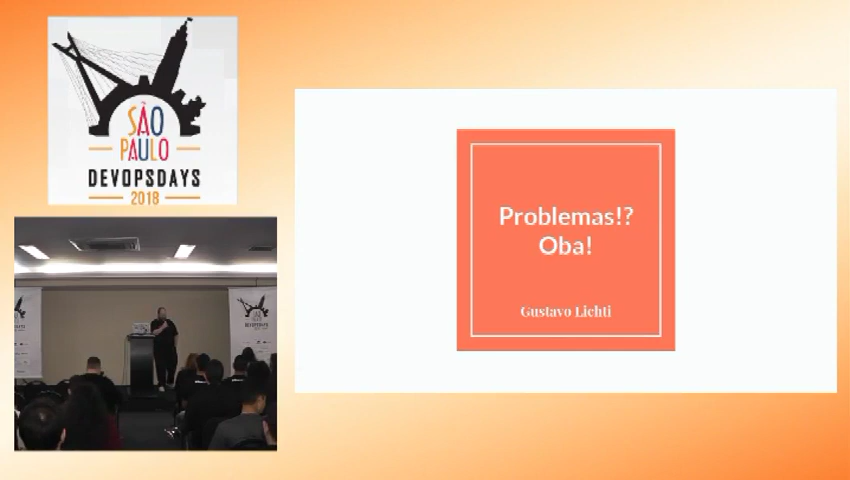 SÃO
PAULO
DEVOPSDAYS
2018
Problemas!?
Oba!
Gustavo Lichti